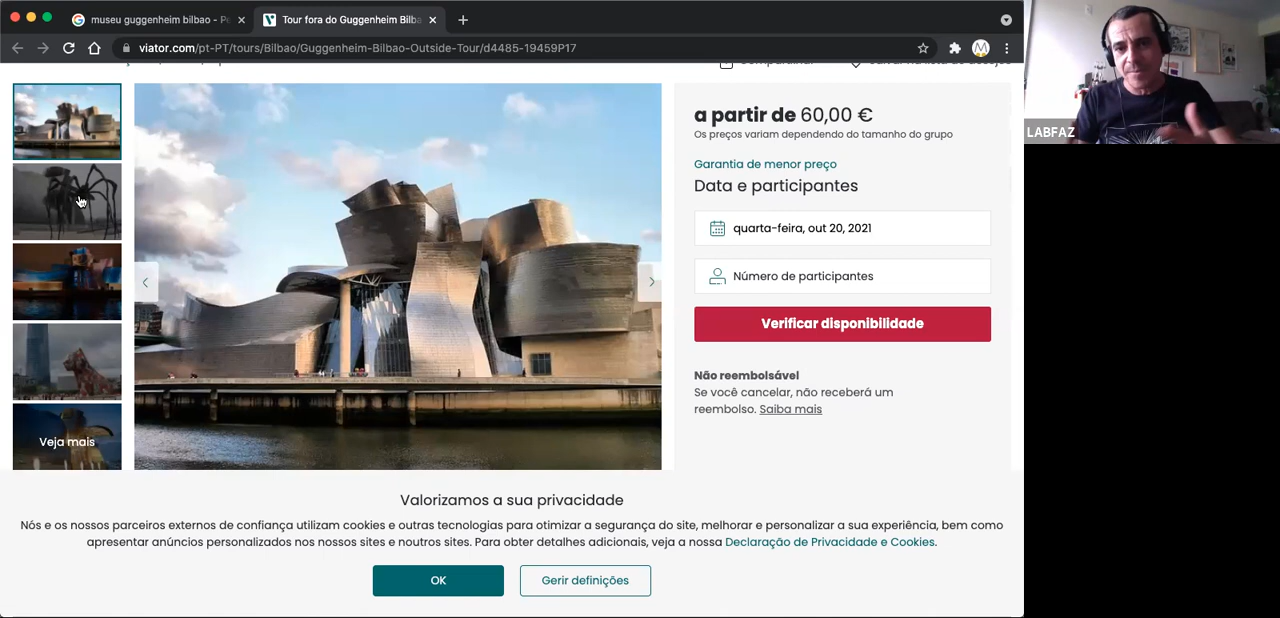 museu guggenheim bilbao - P
Tour fora do Guggenheim Bilba
viator.com/pt-PT/tours/Bilbao/Guggenheim-Bilbao-Outside-Tour/d4485-19459P17
a partir de 60,00 €
Os preços variam dependendo do tamanho do grupo
Garantia de menor preço
Data e participantes
quarta-feira, out 20, 2021
Número de participantes
Verificar disponibilidade
Não reembolsável
Se você cancelar, não receberá um
reembolso. Saiba mais
Veja mais
Valorizamos a sua privacidade
Nós e os nossos parceiros externos de confiança utilizam cookies e outras tecnologias para otimizar a segurança do site, melhorar e personalizar a sua experiência, bem como
apresentar anúncios personalizados nos nossos sites e noutros sites. Para obter detalhes adicionais, veja a nossa Declaração de Privacidade e Cookies.
OK
Gerir definições
LABFAZ